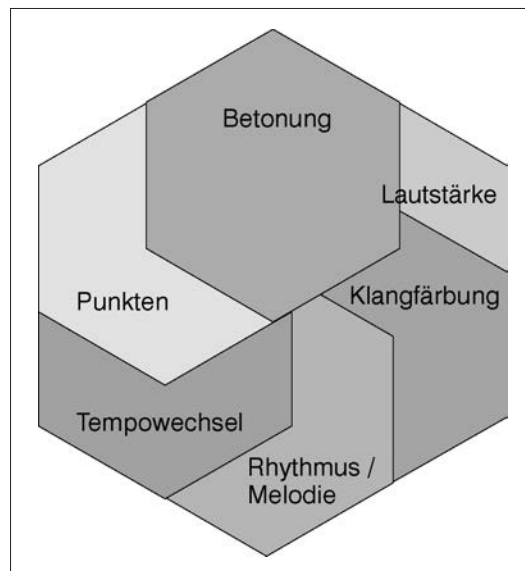 Betonung
Lautstärke
Punkten
Klangfärbung
Tempowechsel
Rhythmus /
Melodie